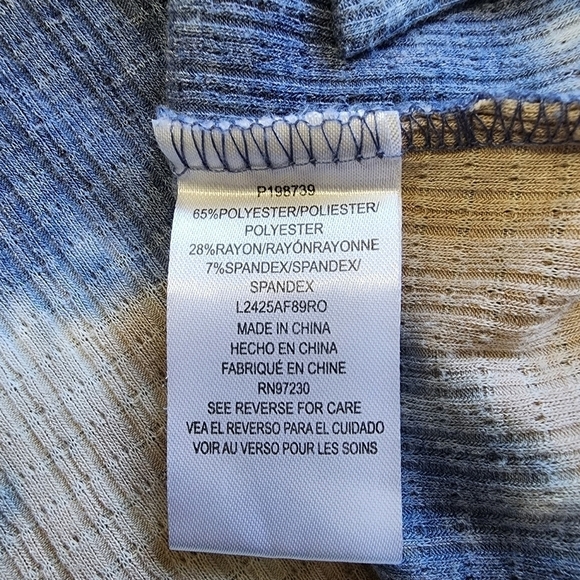 P198739
65%POLYESTER/POLIESTER/
POLYESTER
28%RAYON/RAYÓNRAYONNE
7%SPANDEX/SPANDEX/
SPANDEX
L2425AF89RO
MADE IN CHINA
HECHO EN CHINA
FABRIQUÉ EN CHINE
RN97230
SEE REVERSE FOR CARE
VEA EL REVERSO PARA EL CUIDADO
VOIR AU VERSO POUR LES SOINS